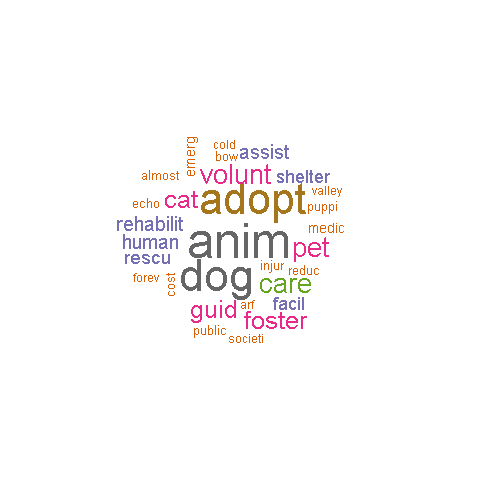 cold
emerg
bow
assist
almost
volunt
shelter
cat
adopt
valley
echo
puppi
rehabilit
medic
human
anim
pet
rescu
injur
reduc
forev
cost
dog
care
guid
arf
facil
foster
public
societi